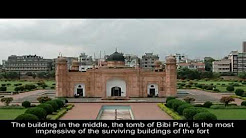 The building in the middle, the tomb of Bibi Pari, is the most
impressive of the surviving buildings of the fort